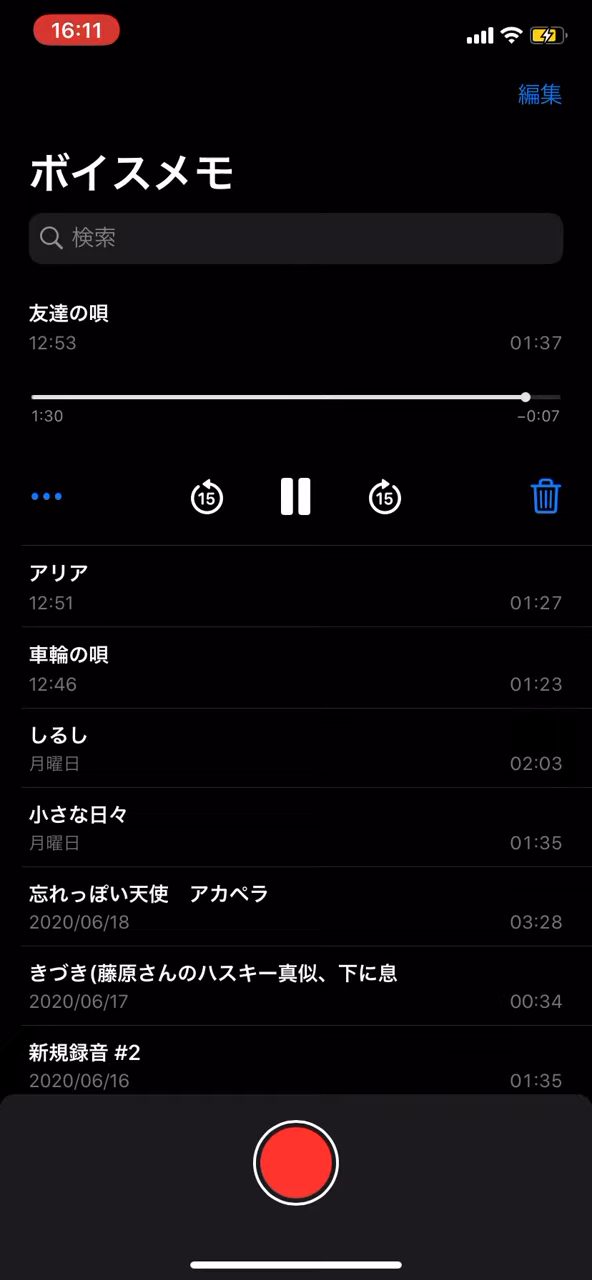 16:11
編集
ボイスメモ
検索
友達の唄
12:53 01:37
1:30 −0:07
15 15
アリア
12:51 01:27
車輪の唄
12:46 01:23
しるし
月曜日 02:03
小さな日々
月曜日 01:35
忘れっぽい天使　アカペラ
2020/06/18 03:28
きづき(藤原さんのハスキー真似、下に息
2020/06/17 00:34
新規録音 #2
2020/06/16 01:35